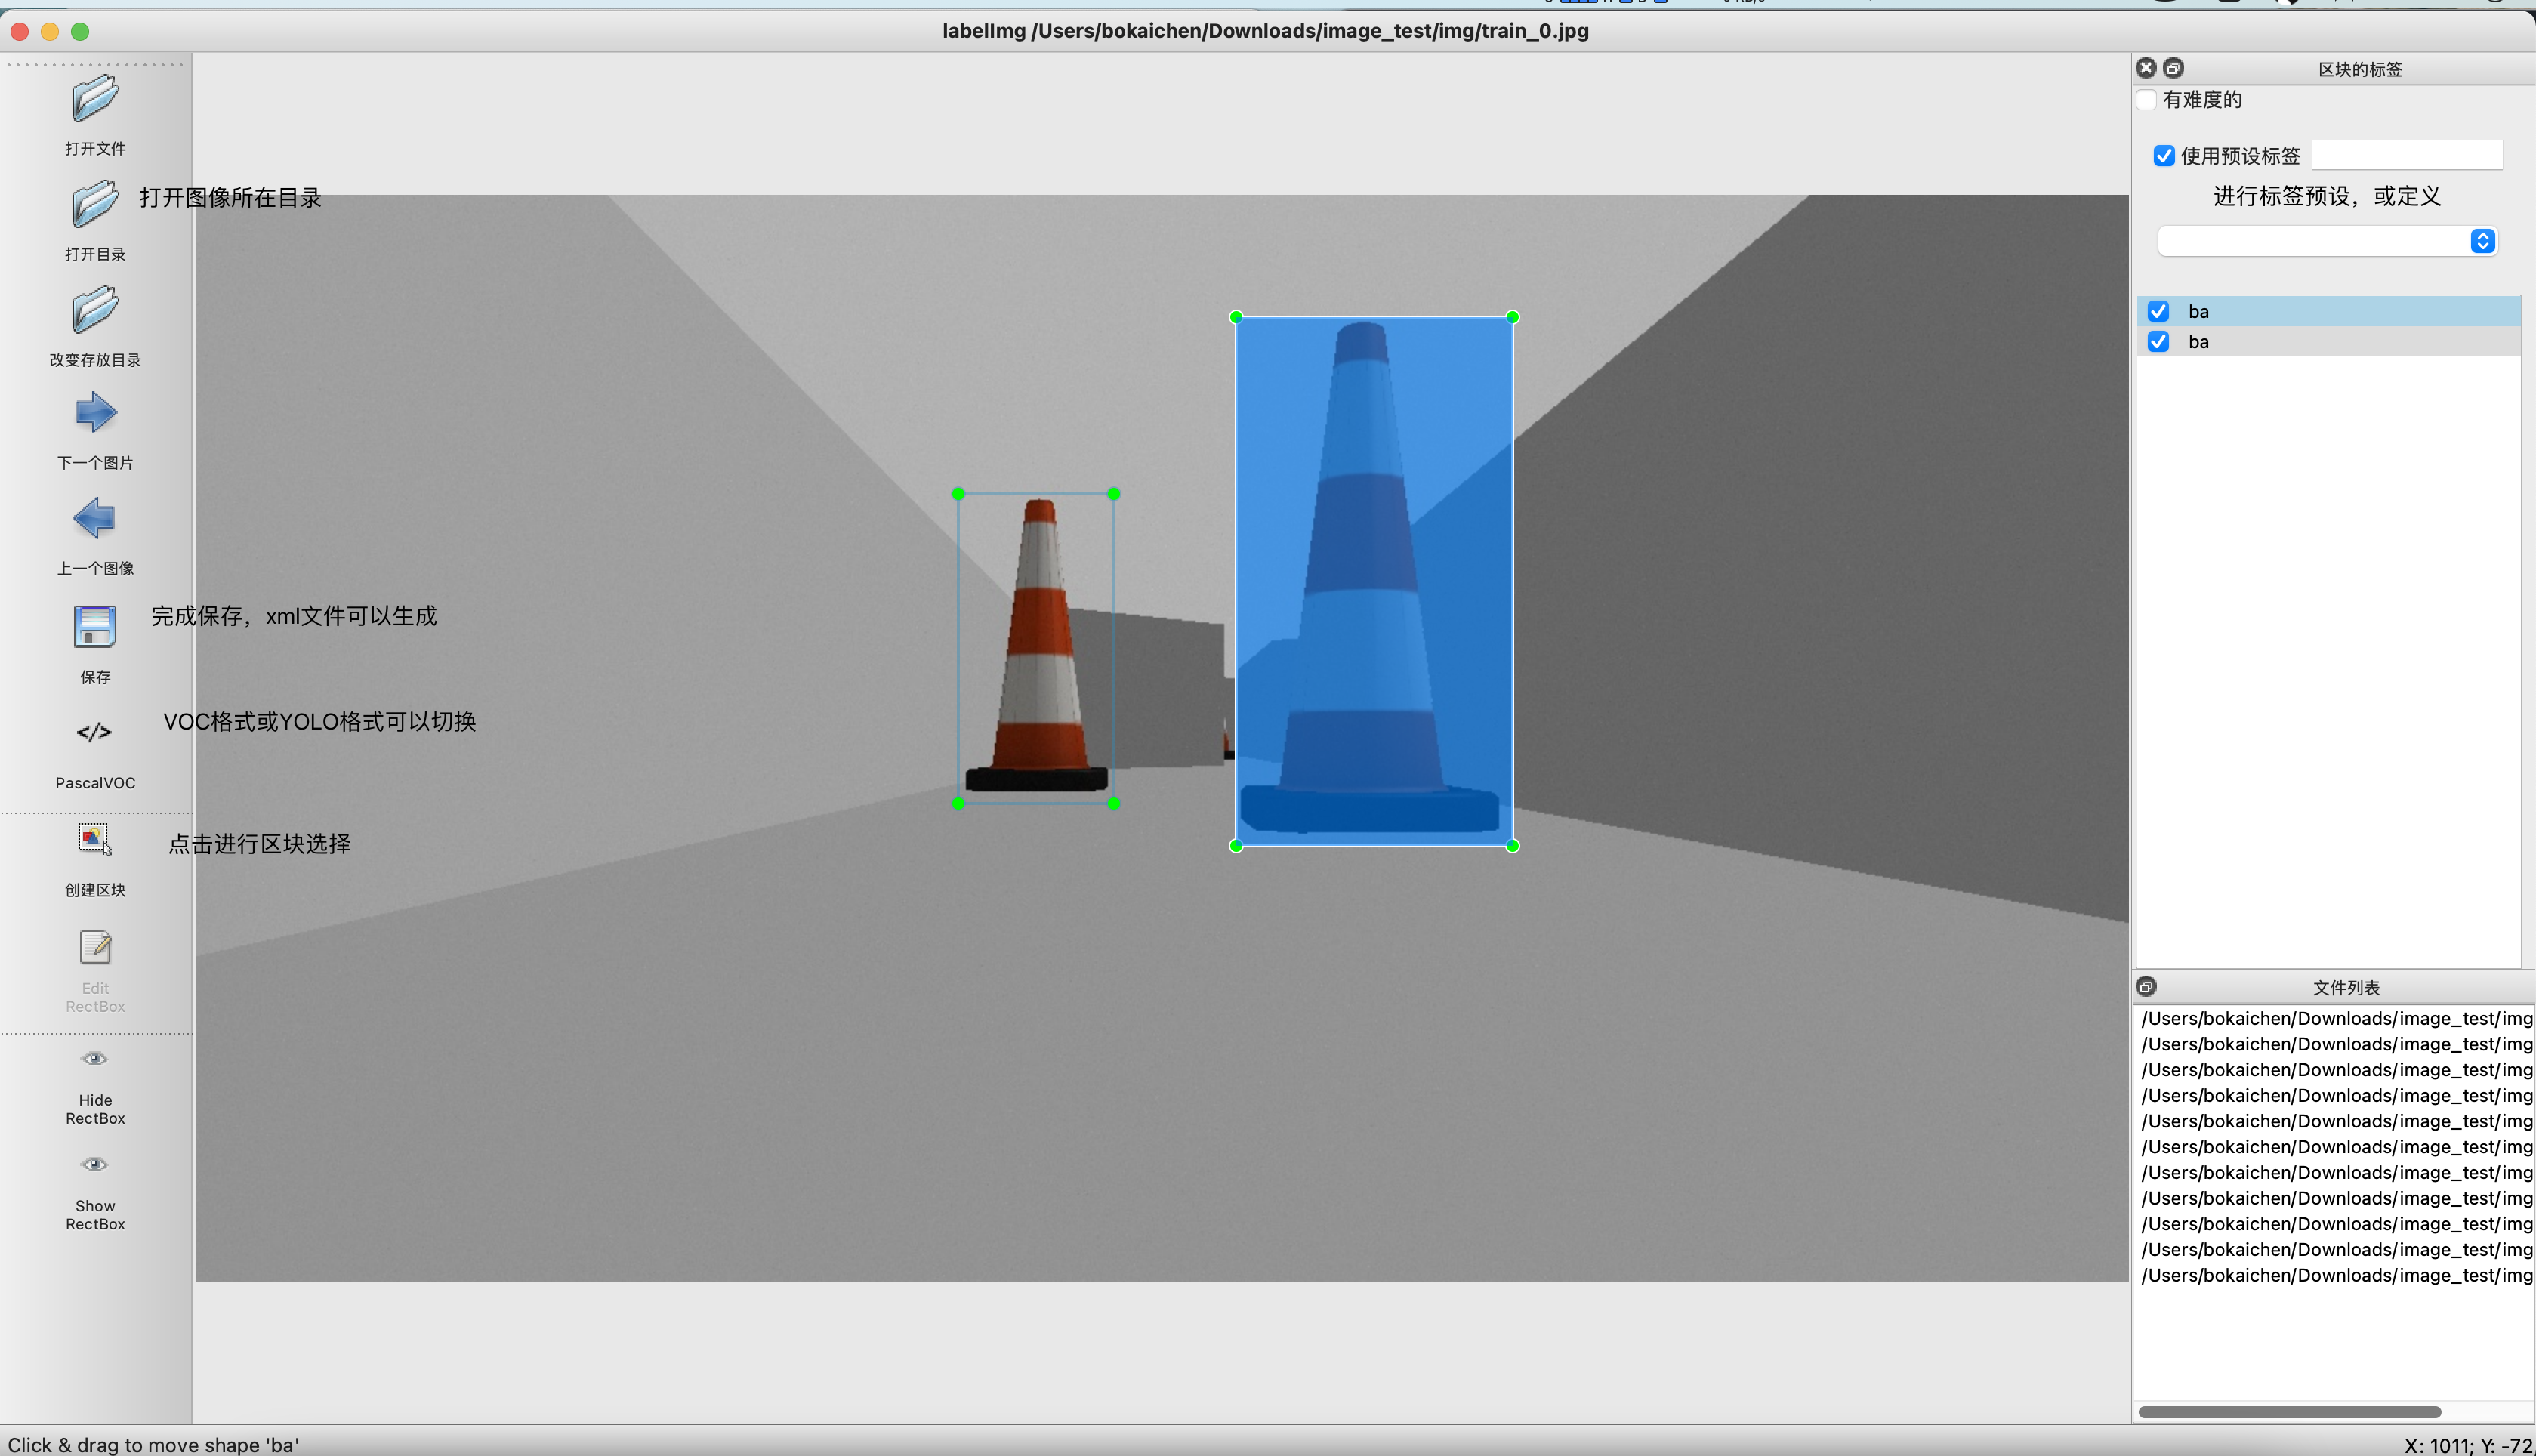 labelImg /Users/bokaichen/Downloads/image_test/img/train_0.jpg
打开文件
打开图像所在目录
打开目录
改变存放目录
下一个图片
上一个图像
完成保存，xml文件可以生成
保存
VOC格式或YOLO格式可以切换
</>
PascalVOC
点击进行区块选择
创建区块
Edit
RectBox
Hide
RectBox
Show
RectBox
区块的标签
有难度的
使用预设标签
进行标签预设，或定义
ba
ba
文件列表
/Users/bokaichen/Downloads/image_test/img
/Users/bokaichen/Downloads/image_test/img
/Users/bokaichen/Downloads/image_test/img
/Users/bokaichen/Downloads/image_test/img
/Users/bokaichen/Downloads/image_test/img
/Users/bokaichen/Downloads/image_test/img
/Users/bokaichen/Downloads/image_test/img
/Users/bokaichen/Downloads/image_test/img
/Users/bokaichen/Downloads/image_test/img
/Users/bokaichen/Downloads/image_test/img
/Users/bokaichen/Downloads/image_test/img
Click & drag to move shape 'ba'
X: 1011; Y: -72